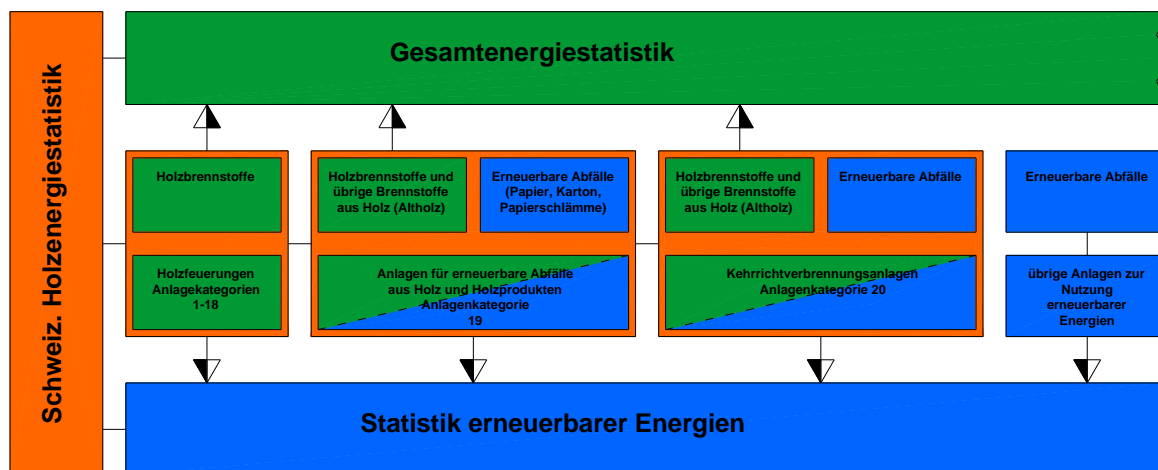 Schweiz. Holzenergiestatistik
Gesamtenergiestatistik
Holzbrennstoffe
Holzbrennstoffe und
übrige Brennstoffe
aus Holz (Altholz)
Erneuerbare Abfälle
(Papier, Karton,
Papierschlämme)
Holzbrennstoffe und
übrige Brennstoffe
aus Holz (Altholz)
Erneuerbare Abfälle
Erneuerbare Abfälle
Holzfeuerungen
Anlagekategorien
1-18
Anlagen für erneuerbare Abfälle
aus Holz und Holzprodukten
Anlagenkategorie
19
Kehrrichtverbrennungsanlagen
Anlagenkategorie 20
übrige Anlagen zur
Nutzung
erneuerbarer
Energien
Statistik erneuerbarer Energien